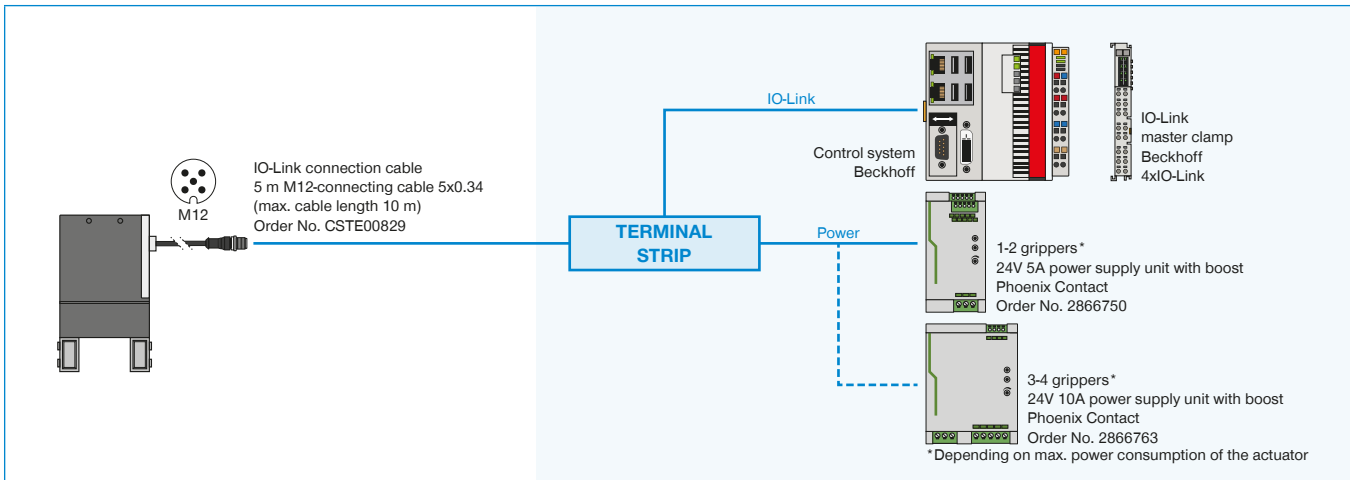 IO-Link connection cable
5 m M12-connecting cable 5x0.34
(max. cable length 10 m)
Order No. CSTE00829
M12
TERMINAL
STRIP
IO-Link
Power
Control system
Beckhoff
IO-Link
master clamp
Beckhoff
4xIO-Link
1-2 grippers*
24V 5A power supply unit with boost
Phoenix Contact
Order No. 2866750
3-4 grippers*
24V 10A power supply unit with boost
Phoenix Contact
Order No. 2866763
*Depending on max. power consumption of the actuator